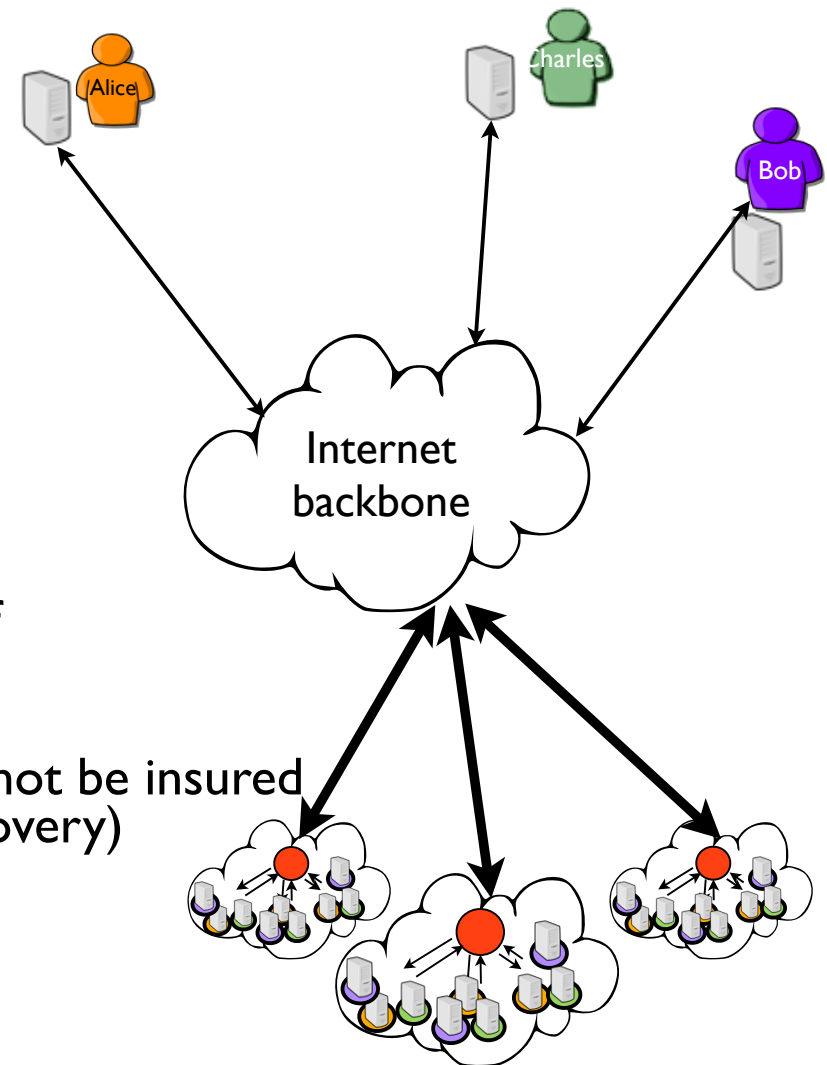 Alice
Charles
Bob
Internet
backbone
not be insured
overy)